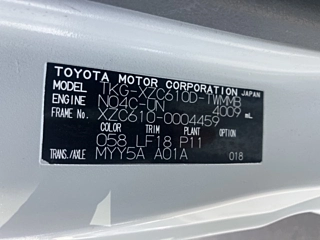 TOYOTA MOTOR CORPORATION JAPAN
MODEL TKG-XZC610D-TWMMB
ENGINE N04C-UN 4009 mL
FRAME No. XZC610-0004459
COLOR TRIM PLANT OPTION
058 LF18 P11
TRANS./AXLE MYY5A A01A 018